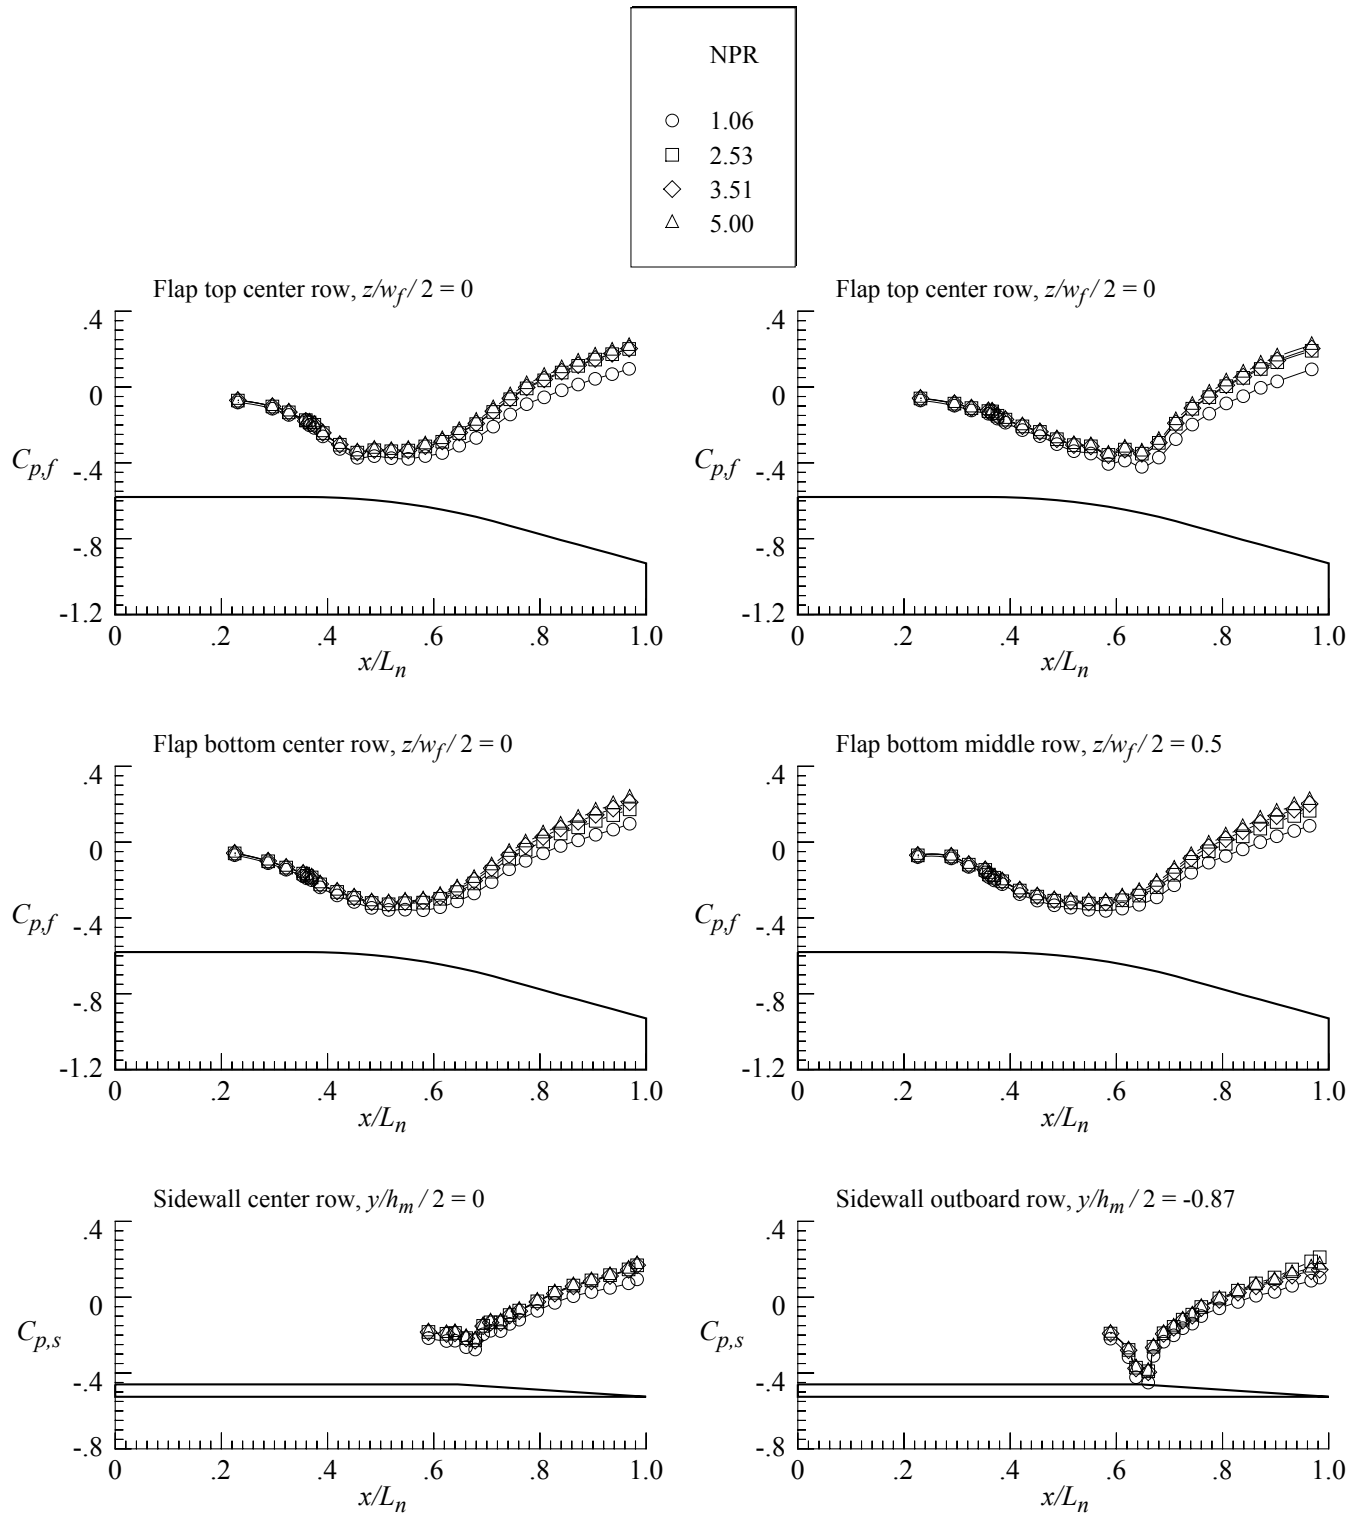 NPR
1.06
2.53
3.51
5.00
Flap top center row, z/w_f / 2 = 0
.4
0
-.4
-.8
-1.2
C_p,f
0 .2 .4 .6 .8 1.0
x/L_n
Flap top center row, z/w_f / 2 = 0
.4
0
-.4
-.8
-1.2
C_p,f
0 .2 .4 .6 .8 1.0
x/L_n
Flap bottom center row, z/w_f / 2 = 0
.4
0
-.4
-.8
-1.2
C_p,f
0 .2 .4 .6 .8 1.0
x/L_n
Flap bottom middle row, z/w_f / 2 = 0.5
.4
0
-.4
-.8
-1.2
C_p,f
0 .2 .4 .6 .8 1.0
x/L_n
Sidewall center row, y/h_m / 2 = 0
.4
0
-.4
-.8
C_p,s
0 .2 .4 .6 .8 1.0
x/L_n
Sidewall outboard row, y/h_m / 2 = -0.87
.4
0
-.4
-.8
C_p,s
0 .2 .4 .6 .8 1.0
x/L_n